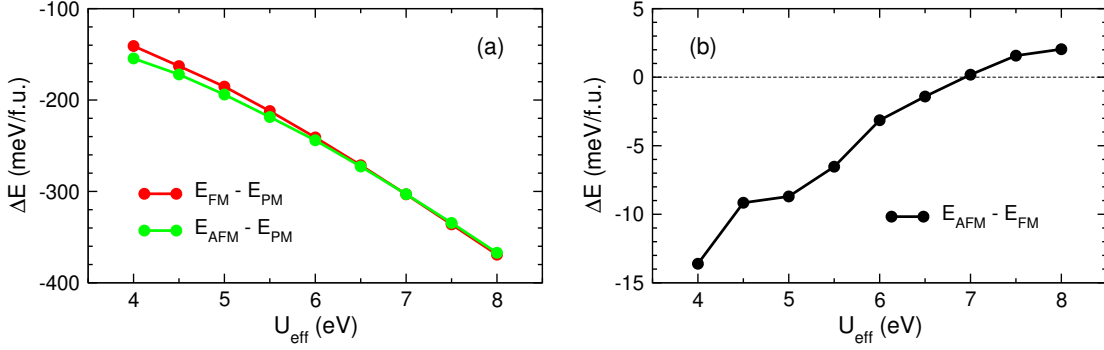 -100
-200
-300
-400
ΔE (meV/f.u.)
(a)
E_FM - E_PM
E_AFM - E_PM
4 5 6 7 8
U_eff (eV)
5
0
-5
-10
-15
ΔE (meV/f.u.)
(b)
E_AFM - E_FM
4 5 6 7 8
U_eff (eV)